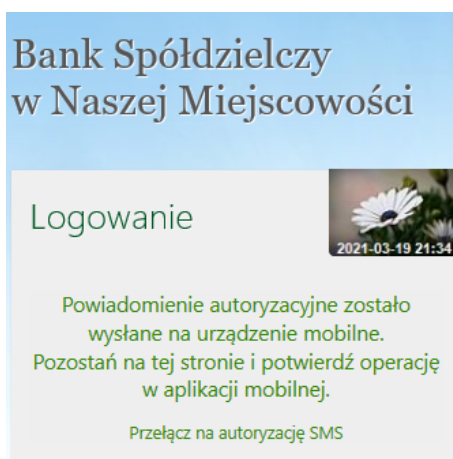 Bank Spółdzielczy
w Naszej Miejscowości
Logowanie
2021-03-19 21:34
Powiadomienie autoryzacyjne zostało
wysłane na urządzenie mobilne.
Pozostań na tej stronie i potwierdź operację
w aplikacji mobilnej.
Przełącz na autoryzację SMS